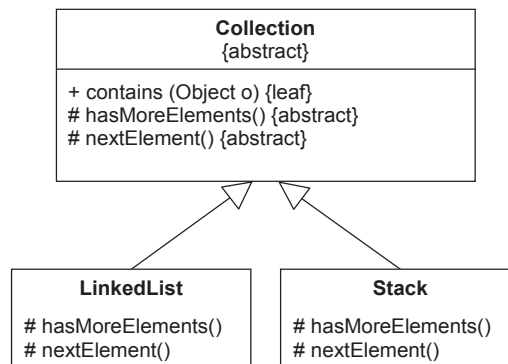 Collection
{abstract}
+ contains (Object o) {leaf}
# hasMoreElements() {abstract}
# nextElement() {abstract}
LinkedList
# hasMoreElements()
# nextElement()
Stack
# hasMoreElements()
# nextElement()